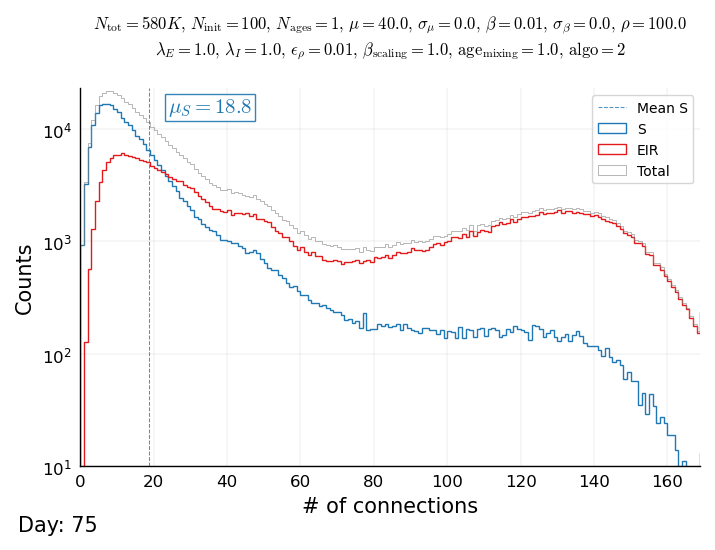 N_tot = 580K, N_init = 100, N_ages = 1, μ = 40.0, σ_μ = 0.0, β = 0.01, σ_β = 0.0, ρ = 100.0
λ_E = 1.0, λ_I = 1.0, ϵ_ρ = 0.01, β_scaling = 1.0, age_mixing = 1.0, algo = 2
μ_S = 18.8
Mean S
S
EIR
Total
10^4
10^3
10^2
10^1
Counts
0 20 40 60 80 100 120 140 160
# of connections
Day: 75